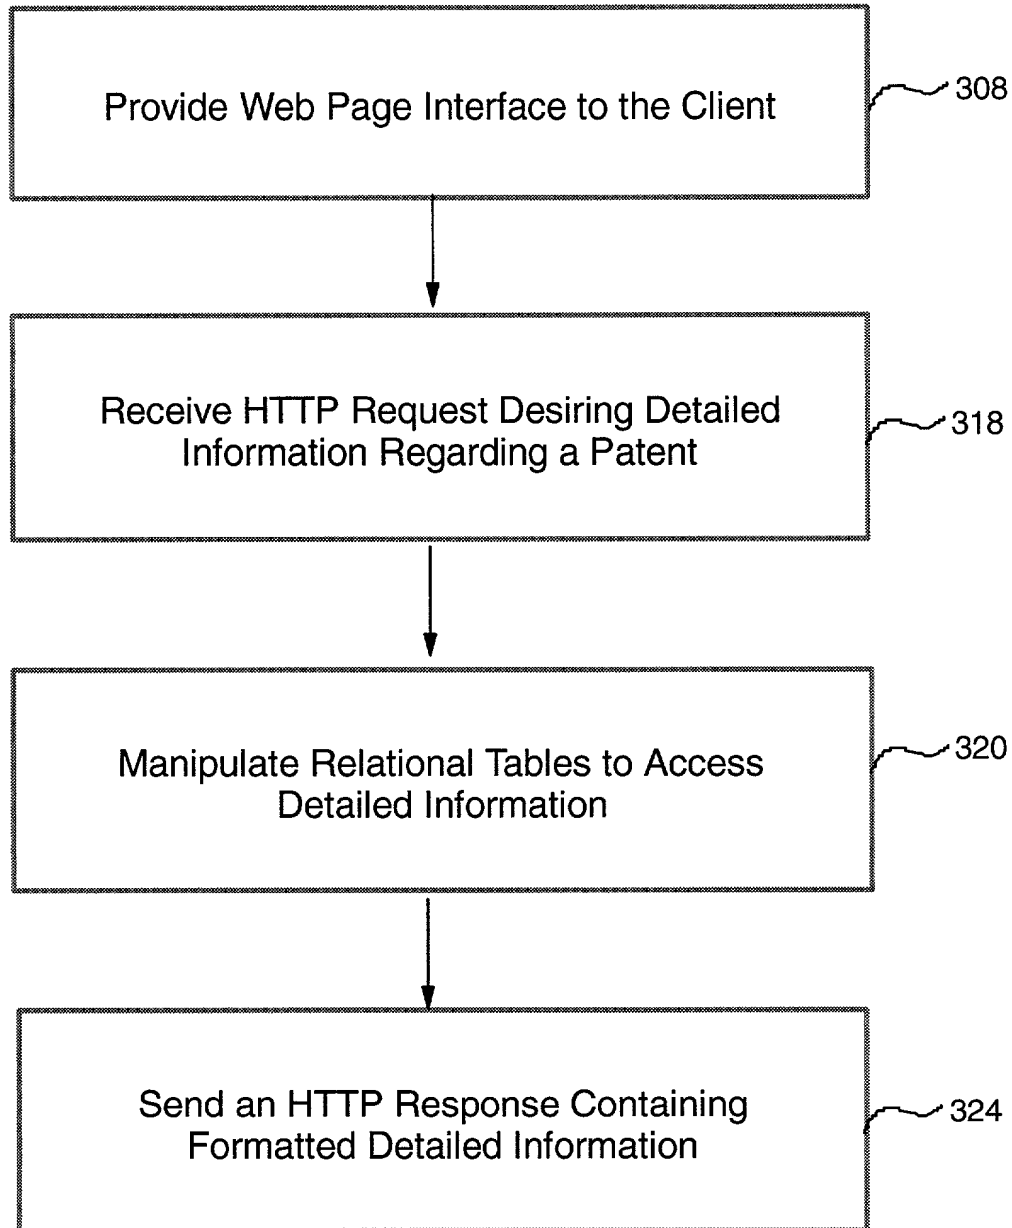 Provide Web Page Interface to the Client
308
Receive HTTP Request Desiring Detailed
Information Regarding a Patent
318
Manipulate Relational Tables to Access
Detailed Information
320
Send an HTTP Response Containing
Formatted Detailed Information
324